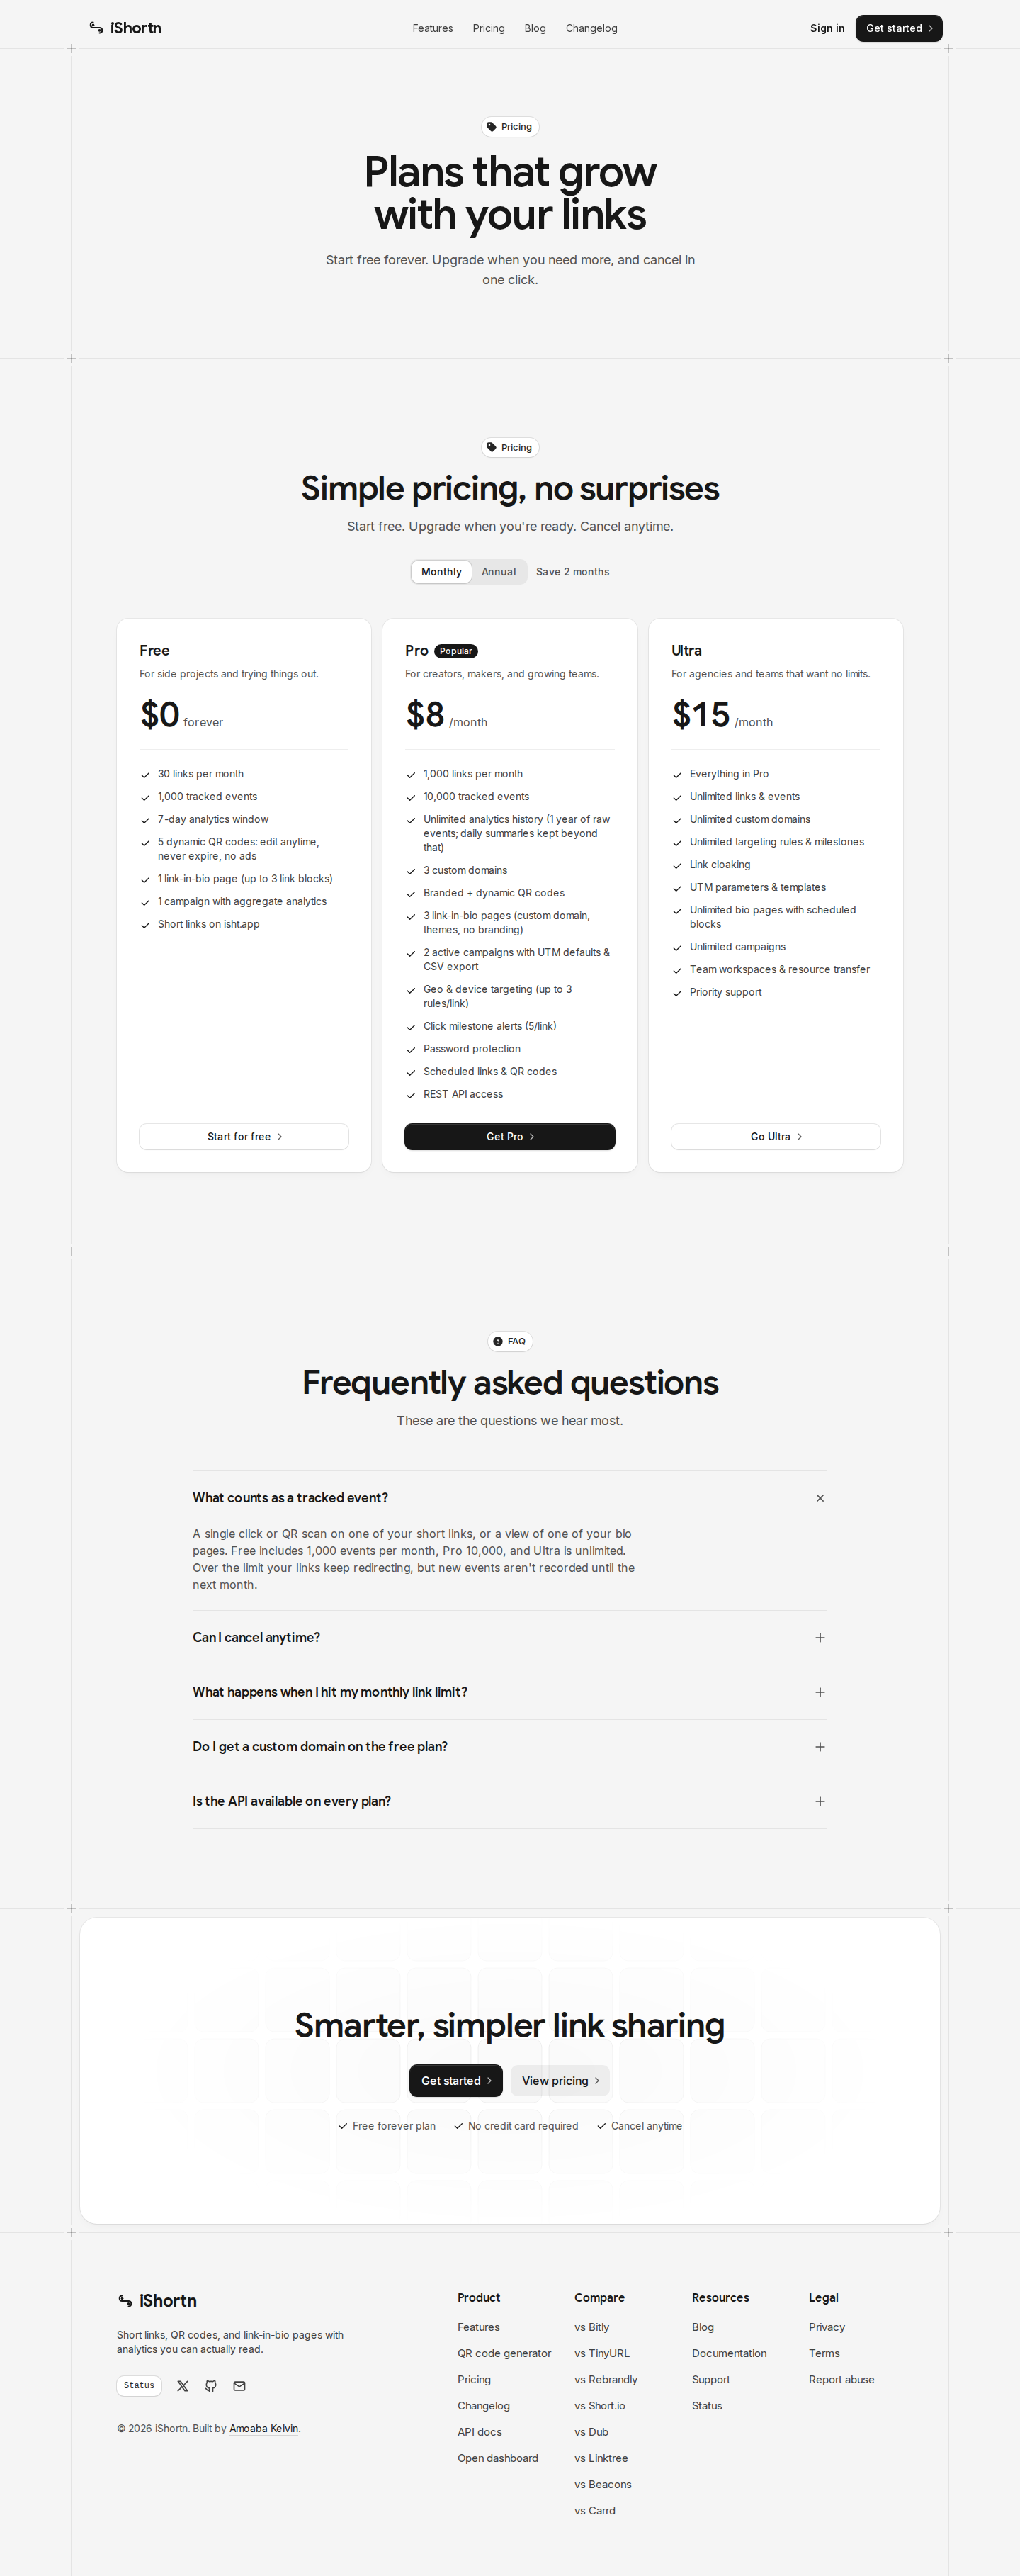 iShortn
Features
Pricing
Blog
Changelog
Sign in
Get started
Pricing
Plans that grow
with your links
Start free forever. Upgrade when you need more, and cancel in
one click.
Pricing
Simple pricing, no surprises
Start free. Upgrade when you're ready. Cancel anytime.
Monthly
Annual
Save 2 months
Free
For side projects and trying things out.
$0 forever
30 links per month
1,000 tracked events
7-day analytics window
5 dynamic QR codes: edit anytime,
never expire, no ads
1 link-in-bio page (up to 3 link blocks)
1 campaign with aggregate analytics
Short links on isht.app
Start for free
Pro Popular
For creators, makers, and growing teams.
$8 /month
1,000 links per month
10,000 tracked events
Unlimited analytics history (1 year of raw
events; daily summaries kept beyond
that)
3 custom domains
Branded + dynamic QR codes
3 link-in-bio pages (custom domain,
themes, no branding)
2 active campaigns with UTM defaults &
CSV export
Geo & device targeting (up to 3
rules/link)
Click milestone alerts (5/link)
Password protection
Scheduled links & QR codes
REST API access
Get Pro
Ultra
For agencies and teams that want no limits.
$15 /month
Everything in Pro
Unlimited links & events
Unlimited custom domains
Unlimited targeting rules & milestones
Link cloaking
UTM parameters & templates
Unlimited bio pages with scheduled
blocks
Unlimited campaigns
Team workspaces & resource transfer
Priority support
Go Ultra
FAQ
Frequently asked questions
These are the questions we hear most.
What counts as a tracked event?
A single click or QR scan on one of your short links, or a view of one of your bio
pages. Free includes 1,000 events per month, Pro 10,000, and Ultra is unlimited.
Over the limit your links keep redirecting, but new events aren't recorded until the
next month.
Can I cancel anytime?
What happens when I hit my monthly link limit?
Do I get a custom domain on the free plan?
Is the API available on every plan?
Smarter, simpler link sharing
Get started
View pricing
Free forever plan
No credit card required
Cancel anytime
iShortn
Short links, QR codes, and link-in-bio pages with
analytics you can actually read.
Status
© 2026 iShortn. Built by Amoaba Kelvin.
Product
Features
QR code generator
Pricing
Changelog
API docs
Open dashboard
Compare
vs Bitly
vs TinyURL
vs Rebrandly
vs Short.io
vs Dub
vs Linktree
vs Beacons
vs Carrd
Resources
Blog
Documentation
Support
Status
Legal
Privacy
Terms
Report abuse